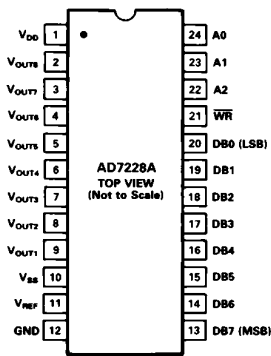 VDD 1 24 A0
VOUT8 2 23 A1
VOUT7 3 22 A2
VOUT6 4 21 WR
VOUT5 5 20 DB0 (LSB)
VOUT4 6 AD7228A 19 DB1
TOP VIEW
VOUT3 7 (Not to Scale) 18 DB2
VOUT2 8 17 DB3
VOUT1 9 16 DB4
VSS 10 15 DB5
VREF 11 14 DB6
GND 12 13 DB7 (MSB)